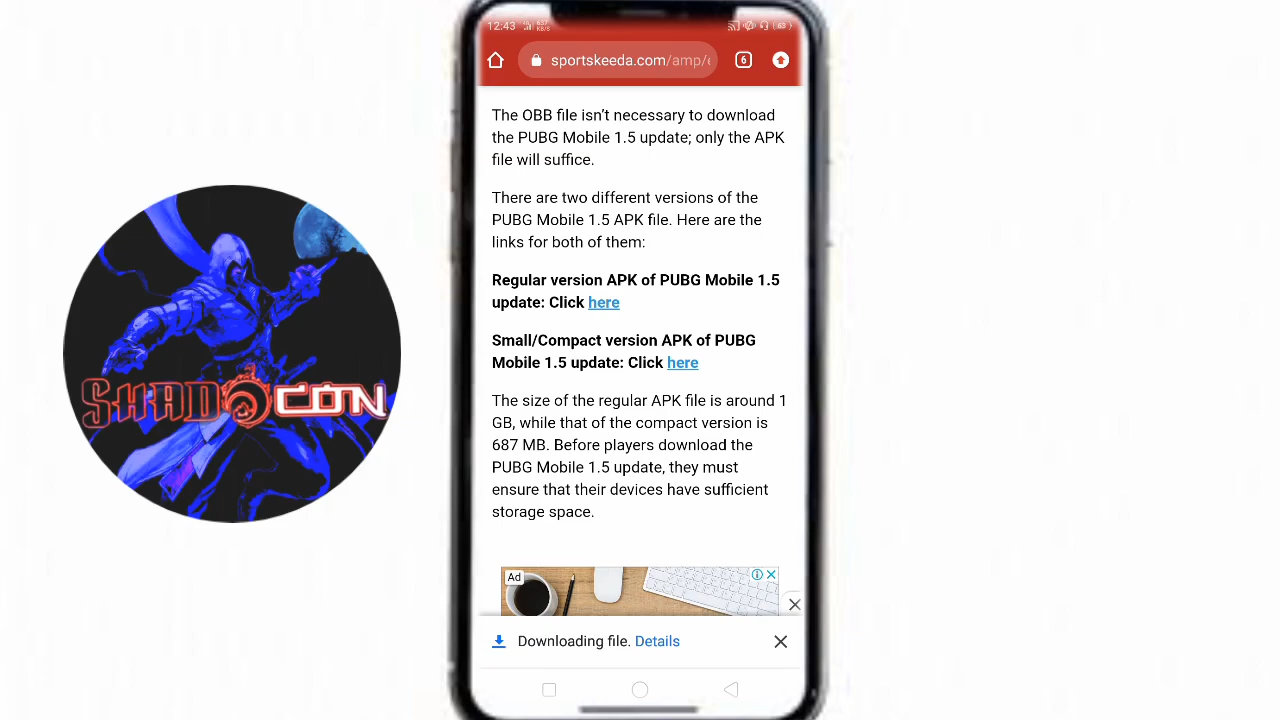 12:43
637
KB/S
63
sportskeeda.com/amp/e
6
The OBB file isn't necessary to download
the PUBG Mobile 1.5 update; only the APK
file will suffice.
There are two different versions of the
PUBG Mobile 1.5 APK file. Here are the
links for both of them:
Regular version APK of PUBG Mobile 1.5
update: Click here
Small/Compact version APK of PUBG
Mobile 1.5 update: Click here
The size of the regular APK file is around 1
GB, while that of the compact version is
687 MB. Before players download the
PUBG Mobile 1.5 update, they must
ensure that their devices have sufficient
storage space.
Ad
Downloading file. Details
SHADOCON